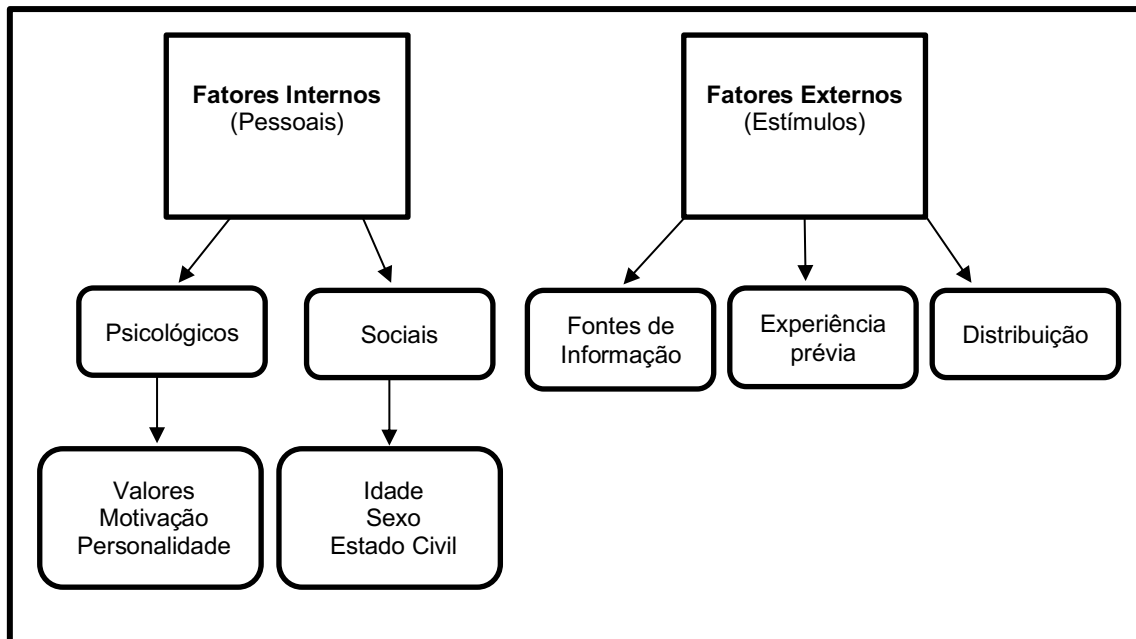 Fatores Internos
(Pessoais)
Fatores Externos
(Estímulos)
Psicológicos
Sociais
Fontes de
Informação
Experiência
prévia
Distribuição
Valores
Motivação
Personalidade
Idade
Sexo
Estado Civil